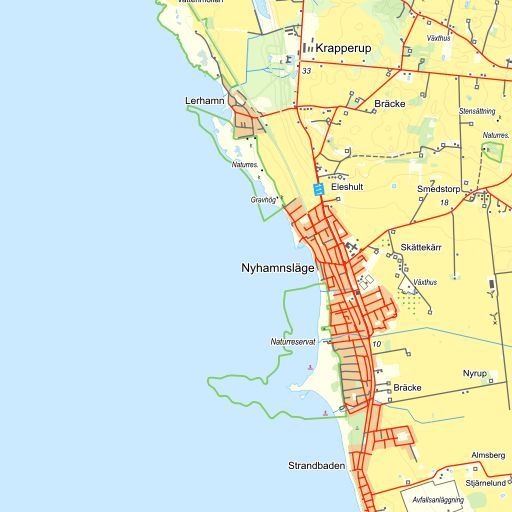 Vattenmöllan
Krapperup
Växthus
33
Lerhamn
Bräcke
Stensättning
Naturres.
Naturres.
Eleshult
Smedstorp
Gravhög
18
Skättekärr
Nyhamnsläge
Växthus
Naturreservat
10
Nyrup
Bräcke
Almsberg
Strandbaden
Stjärnelund
Avfallsanläggning